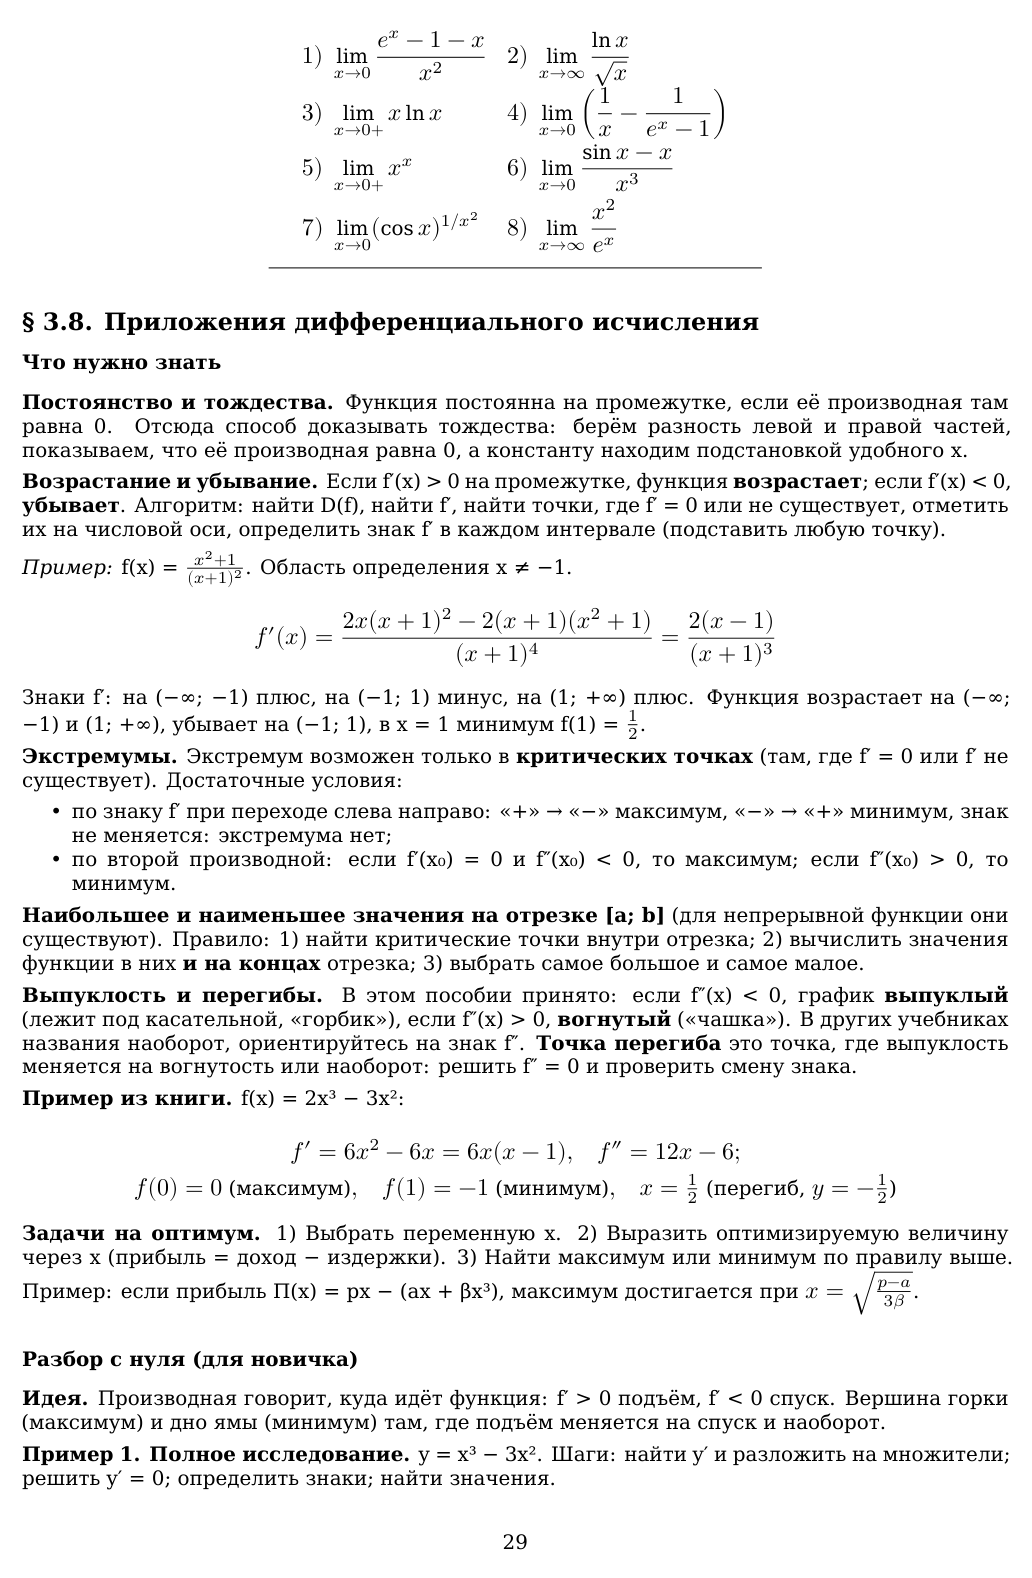 1) lim x→0 (e^x − 1 − x)/x² 2) lim x→∞ ln x/√x
3) lim x→0+ x ln x 4) lim x→0 (1/x − 1/(e^x − 1))
5) lim x→0+ x^x 6) lim x→0 (sin x − x)/x³
7) lim x→0 (cos x)^{1/x²} 8) lim x→∞ x²/e^x
§ 3.8. Приложения дифференциального исчисления
Что нужно знать
Постоянство и тождества. Функция постоянна на промежутке, если её производная там
равна 0. Отсюда способ доказывать тождества: берём разность левой и правой частей,
показываем, что её производная равна 0, а константу находим подстановкой удобного x.
Возрастание и убывание. Если f′(x) > 0 на промежутке, функция возрастает; если f′(x) < 0,
убывает. Алгоритм: найти D(f), найти f′, найти точки, где f′ = 0 или не существует, отметить
их на числовой оси, определить знак f′ в каждом интервале (подставить любую точку).
Пример: f(x) = (x²+1)/(x+1)². Область определения x ≠ −1.
f′(x) = (2x(x + 1)² − 2(x + 1)(x² + 1))/(x + 1)⁴ = 2(x − 1)/(x + 1)³
Знаки f′: на (−∞; −1) плюс, на (−1; 1) минус, на (1; +∞) плюс. Функция возрастает на (−∞;
−1) и (1; +∞), убывает на (−1; 1), в x = 1 минимум f(1) = 1/2.
Экстремумы. Экстремум возможен только в критических точках (там, где f′ = 0 или f′ не
существует). Достаточные условия:
• по знаку f′ при переходе слева направо: «+» → «−» максимум, «−» → «+» минимум, знак
не меняется: экстремума нет;
• по второй производной: если f′(x₀) = 0 и f″(x₀) < 0, то максимум; если f″(x₀) > 0, то
минимум.
Наибольшее и наименьшее значения на отрезке [a; b] (для непрерывной функции они
существуют). Правило: 1) найти критические точки внутри отрезка; 2) вычислить значения
функции в них и на концах отрезка; 3) выбрать самое большое и самое малое.
Выпуклость и перегибы. В этом пособии принято: если f″(x) < 0, график выпуклый
(лежит под касательной, «горбик»), если f″(x) > 0, вогнутый («чашка»). В других учебниках
названия наоборот, ориентируйтесь на знак f″. Точка перегиба это точка, где выпуклость
меняется на вогнутость или наоборот: решить f″ = 0 и проверить смену знака.
Пример из книги. f(x) = 2x³ − 3x²:
f′ = 6x² − 6x = 6x(x − 1), f″ = 12x − 6;
f(0) = 0 (максимум), f(1) = −1 (минимум), x = 1/2 (перегиб, y = −1/2)
Задачи на оптимум. 1) Выбрать переменную x. 2) Выразить оптимизируемую величину
через x (прибыль = доход − издержки). 3) Найти максимум или минимум по правилу выше.
Пример: если прибыль П(x) = px − (ax + βx³), максимум достигается при x = √((p−a)/(3β)).
Разбор с нуля (для новичка)
Идея. Производная говорит, куда идёт функция: f′ > 0 подъём, f′ < 0 спуск. Вершина горки
(максимум) и дно ямы (минимум) там, где подъём меняется на спуск и наоборот.
Пример 1. Полное исследование. y = x³ − 3x². Шаги: найти y′ и разложить на множители;
решить y′ = 0; определить знаки; найти значения.
29